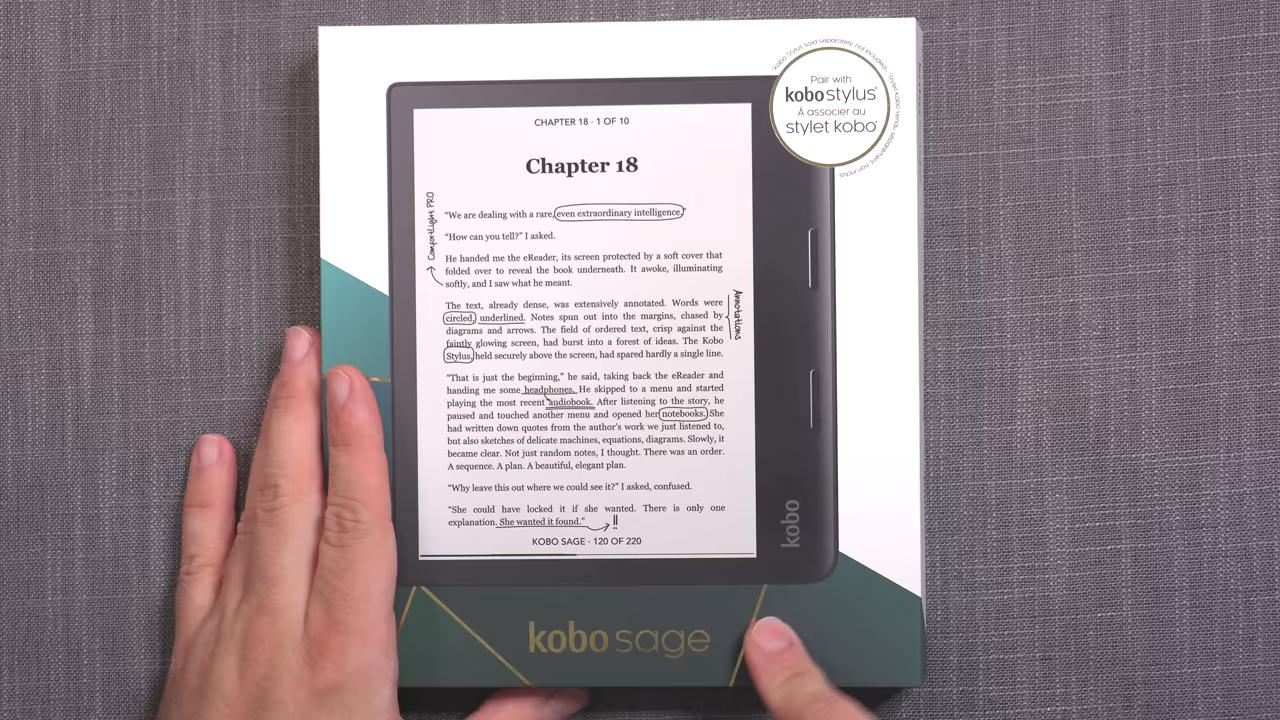 *Kobo Stylus sold separately, not included. *Stylet Kobo vendu séparément, non inclus.
Pair with
kobo stylus*
À associer au
stylet kobo*
CHAPTER 18 · 1 OF 10
Chapter 18
ComfortLight PRO
“We are dealing with a rare, even extraordinary intelligence.”
“How can you tell?” I asked.
He handed me the eReader, its screen protected by a soft cover that
folded over to reveal the book underneath. It awoke, illuminating
softly, and I saw what he meant.
The text, already dense, was extensively annotated. Words were
circled, underlined. Notes spun out into the margins, chased by
diagrams and arrows. The field of ordered text, crisp against the
faintly glowing screen, had burst into a forest of ideas. The Kobo
Stylus, held securely above the screen, had spared hardly a single line.
Annotations
“That is just the beginning,” he said, taking back the eReader and
handing me some headphones. He skipped to a menu and started
playing the most recent audiobook. After listening to the story, he
paused and touched another menu and opened her notebooks. She
had written down quotes from the author's work we just listened to,
but also sketches of delicate machines, equations, diagrams. Slowly, it
became clear. Not just random notes, I thought. There was an order.
A sequence. A plan. A beautiful, elegant plan.
“Why leave this out where we could see it?” I asked, confused.
“She could have locked it if she wanted. There is only one
explanation. She wanted it found.” !!
KOBO SAGE · 120 OF 220
kobo
kobo sage